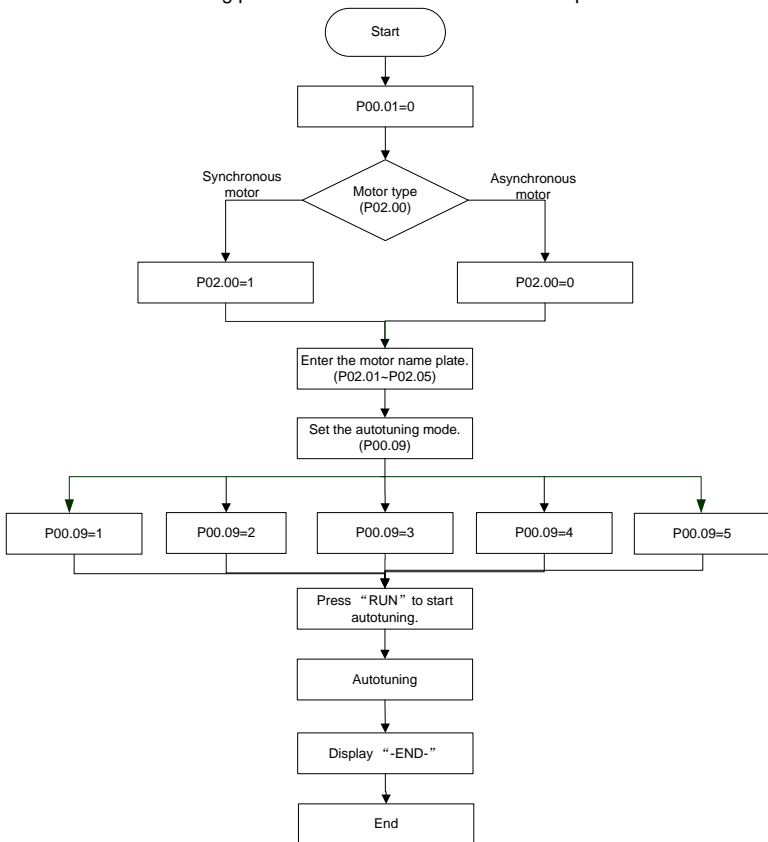 Start
P00.01=0
Synchronous
motor
Motor type
(P02.00)
Asynchronous
motor
P02.00=1
P02.00=0
Enter the motor name plate.
(P02.01~P02.05)
Set the autotuning mode.
(P00.09)
P00.09=1
P00.09=2
P00.09=3
P00.09=4
P00.09=5
Press “RUN” to start
autotuning.
Autotuning
Display “-END-”
End